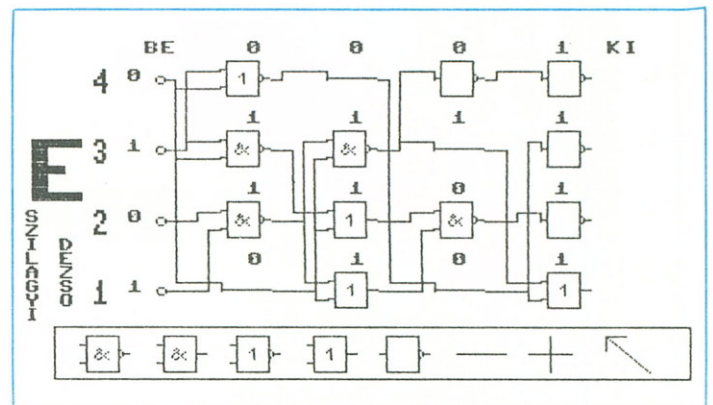 BE 0 0 0 1 KI
4 0 1
1 1 1 1
E 3 1 & &
1 1 0 1
2 0 & 1 &
0 1 0 1
1 1 1 1
SZILAGYI
DEZSO
& & 1 1